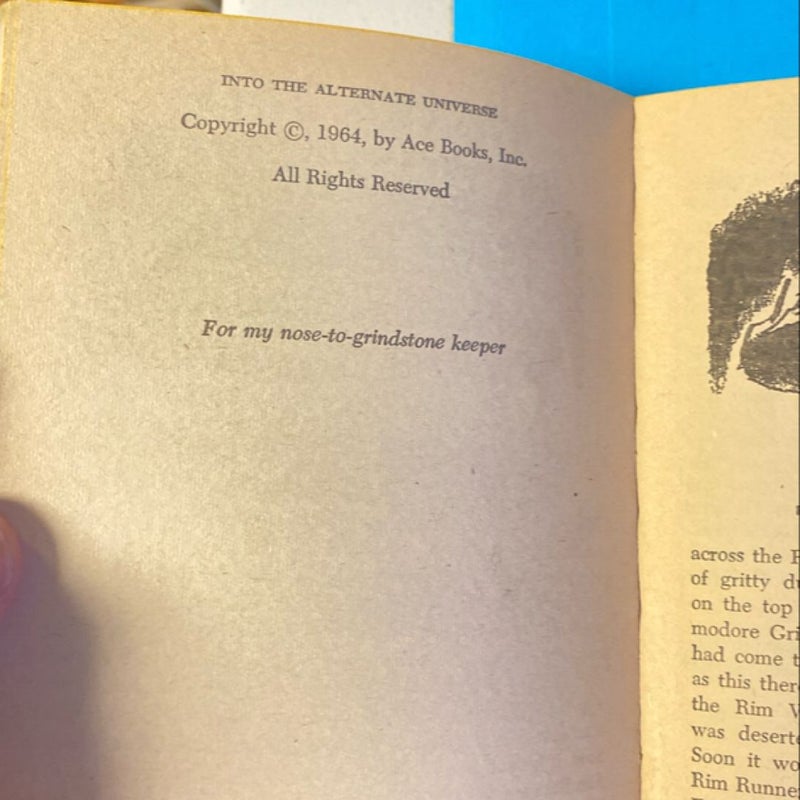 INTO THE ALTERNATE UNIVERSE
Copyright ©, 1964, by Ace Books, Inc.
All Rights Reserved
For my nose-to-grindstone keeper
across the
of gritty
on the top
modore
had come
as this
the Rim
was
Soon it
Rim